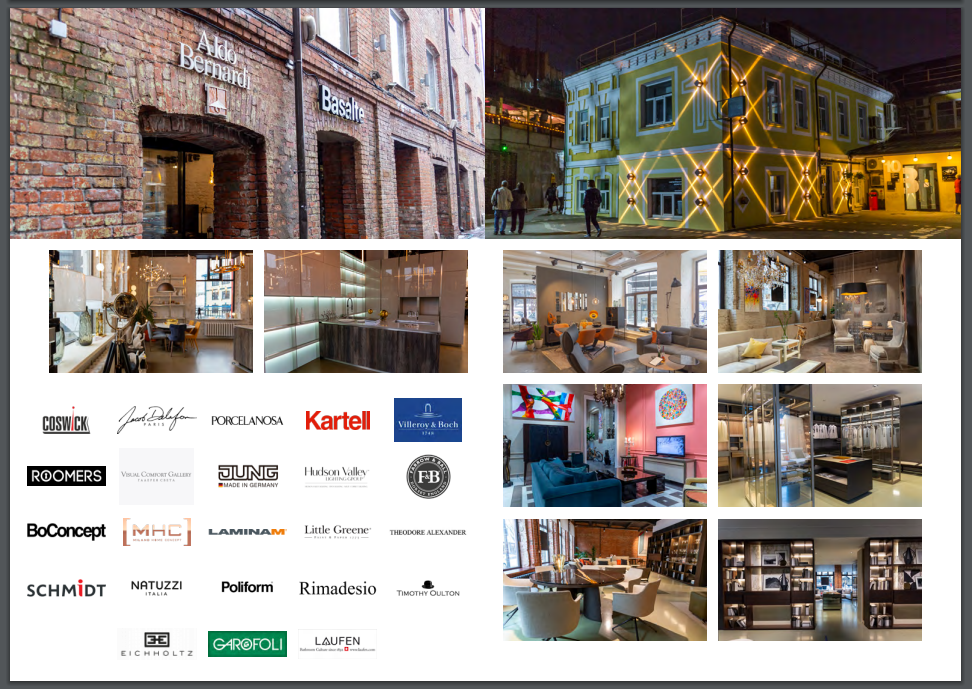 Aldo
Bernardi
Basalte
COSWICK
Jacob Delafon
PARIS
PORCELANOSA
Kartell
Villeroy & Boch
1748
ROOMERS
VISUAL COMFORT GALLERY
JUNG
MADE IN GERMANY
Hudson Valley
LIGHTING GROUP
FARROW & BALL
F&B
BoConcept
MHC
LAMINAM
Little Greene
THEODORE ALEXANDER
SCHMiDT
NATUZZI
ITALIA
Poliform
Rimadesio
TIMOTHY OULTON
EICHHOLTZ
GAROFOLI
LAUFEN